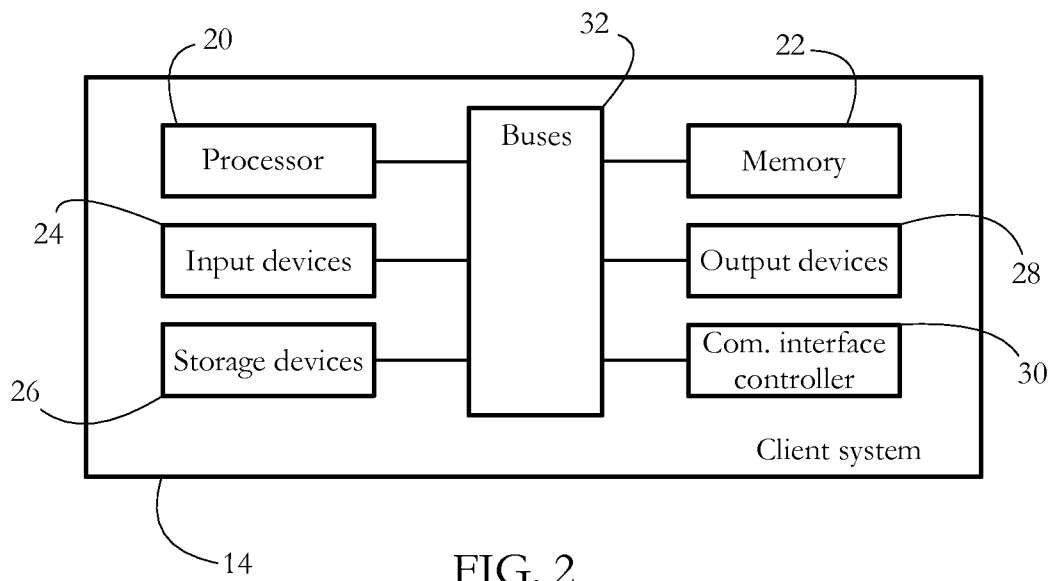 20
32
22
Processor
Buses
Memory
24
Input devices
Output devices
28
Storage devices
Com. interface
controller
26
30
Client system
14
FIG. 2